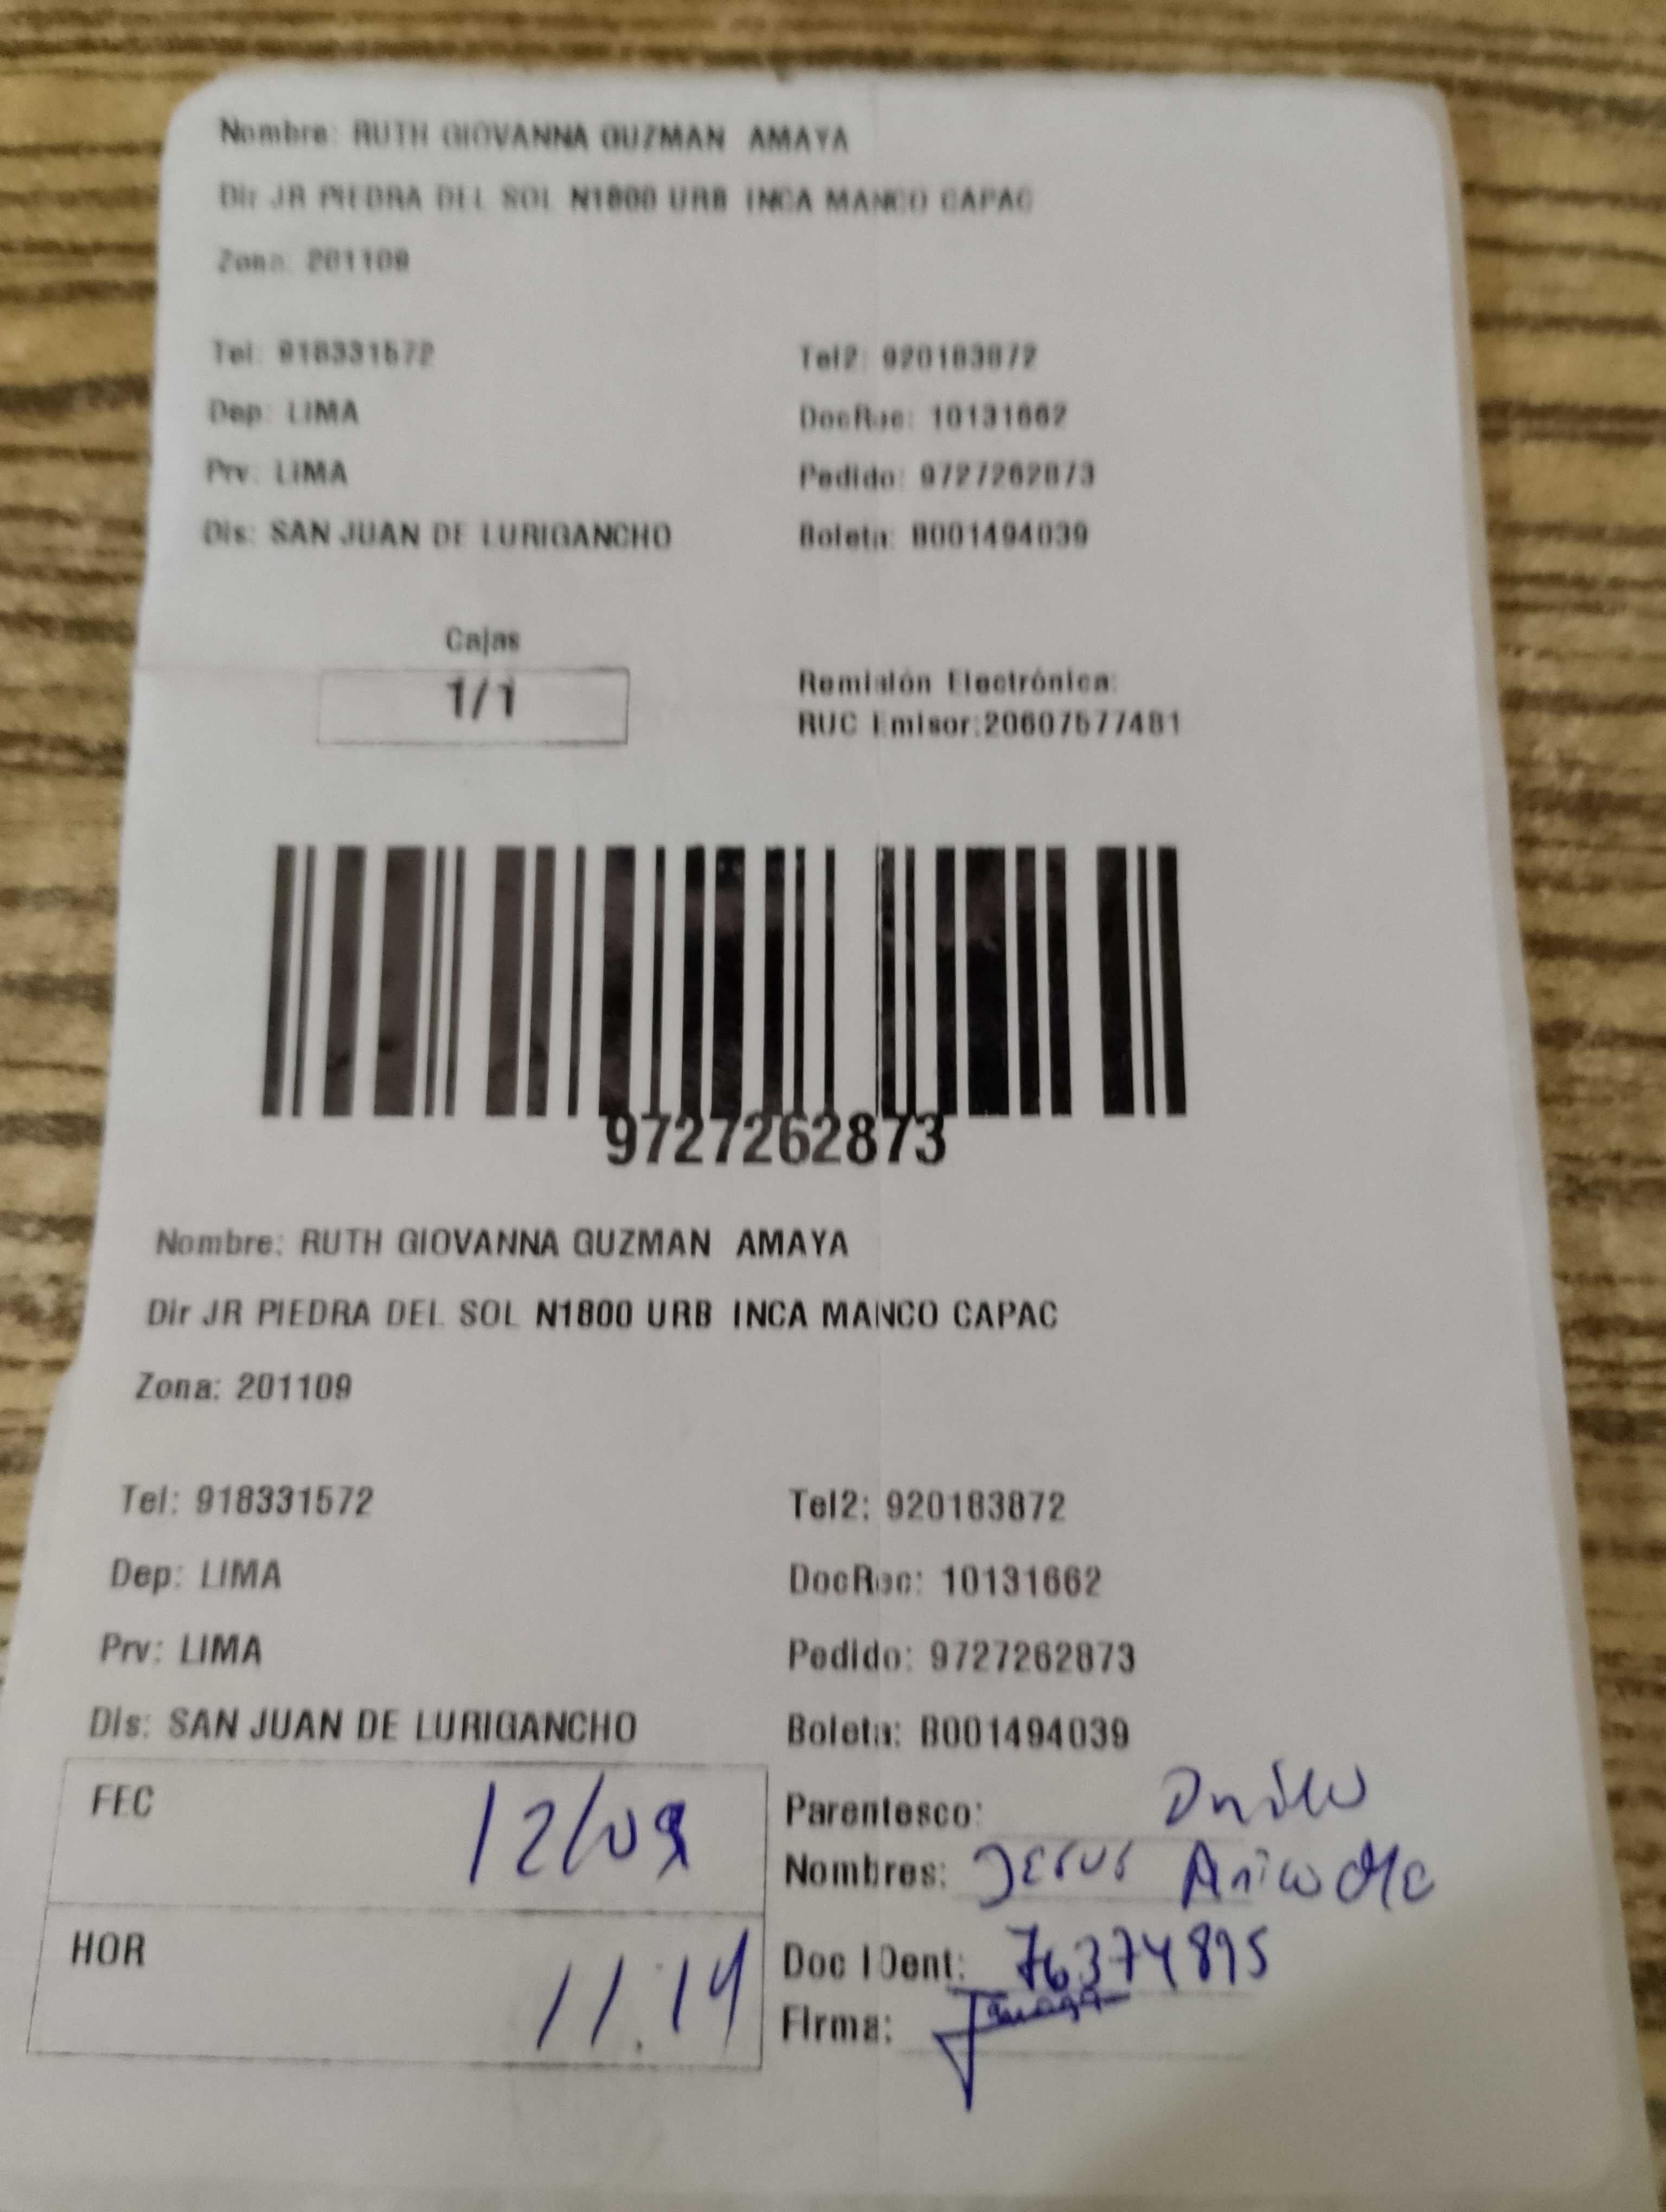 Nombre: RUTH GIOVANNA GUZMAN AMAYA
Dir JR PIEDRA DEL SOL N1800 URB INCA MANCO CAPAC
Zona: 201109
Tel: 918331572 Tel2: 920183872
Dep: LIMA DocRec: 10131662
Prv: LIMA Pedido: 9727262873
Dis: SAN JUAN DE LURIGANCHO Boleta: B001494039
Cajas
1/1
Remisión Electrónica:
RUC Emisor:20607577481
9727262873
Nombre: RUTH GIOVANNA GUZMAN AMAYA
Dir JR PIEDRA DEL SOL N1800 URB INCA MANCO CAPAC
Zona: 201109
Tel: 918331572 Tel2: 920183872
Dep: LIMA DocRec: 10131662
Prv: LIMA Pedido: 9727262873
Dis: SAN JUAN DE LURIGANCHO Boleta: B001494039
FEC 12/09
Parentesco:
Nombres: Jesus
HOR 11:14
Doc IDent: 76374895
Firma: